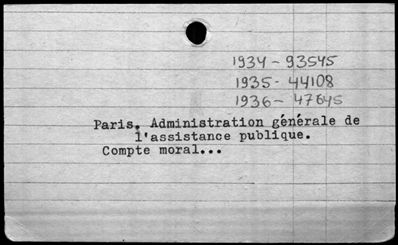 1934 - 93545
1935 - 44108
1936 - 47645
Paris. Administration générale de
l'assistance publique.
Compte moral...